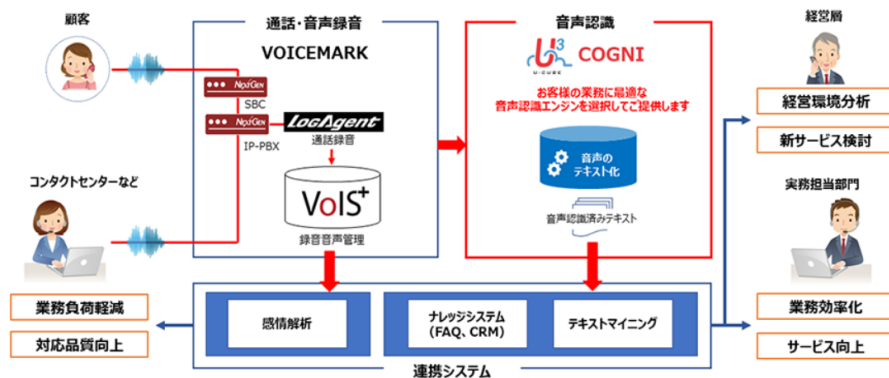 顧客
コンタクトセンターなど
業務負荷軽減
対応品質向上
通話・音声録音
VOICEMARK
NexGen
SBC
NexGen
IP-PBX
LogAgent
通話録音
VoIS+
録音音声管理
音声認識
U3
U-CUBE
COGNI
お客様の業務に最適な
音声認識エンジンを選択してご提供します
音声の
テキスト化
音声認識済みテキスト
感情解析
ナレッジシステム
(FAQ、CRM)
テキストマイニング
連携システム
経営層
経営環境分析
新サービス検討
実務担当部門
業務効率化
サービス向上